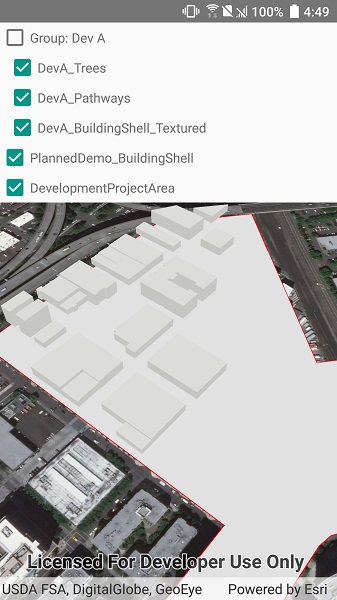 100% 4:49
Group: Dev A
DevA_Trees
DevA_Pathways
DevA_BuildingShell_Textured
PlannedDemo_BuildingShell
DevelopmentProjectArea
Licensed For Developer Use Only
USDA FSA, DigitalGlobe, GeoEye Powered by Esri